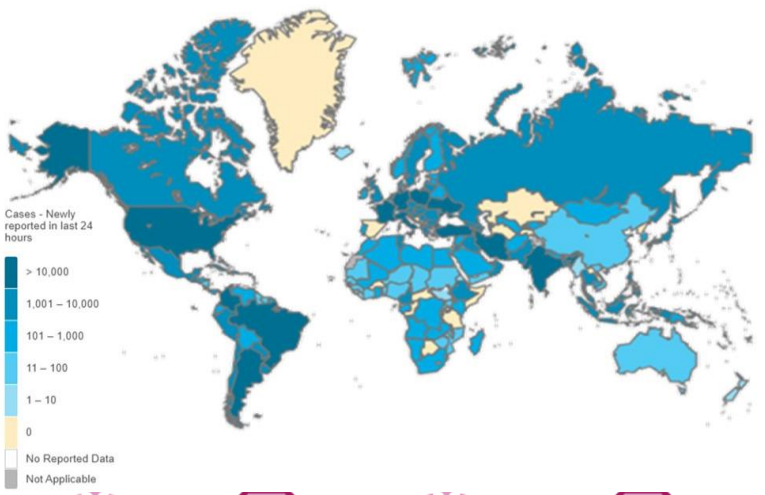 Cases - Newly
reported in last 24
hours
> 10,000
1,001 – 10,000
101 – 1,000
11 – 100
1 – 10
0
No Reported Data
Not Applicable